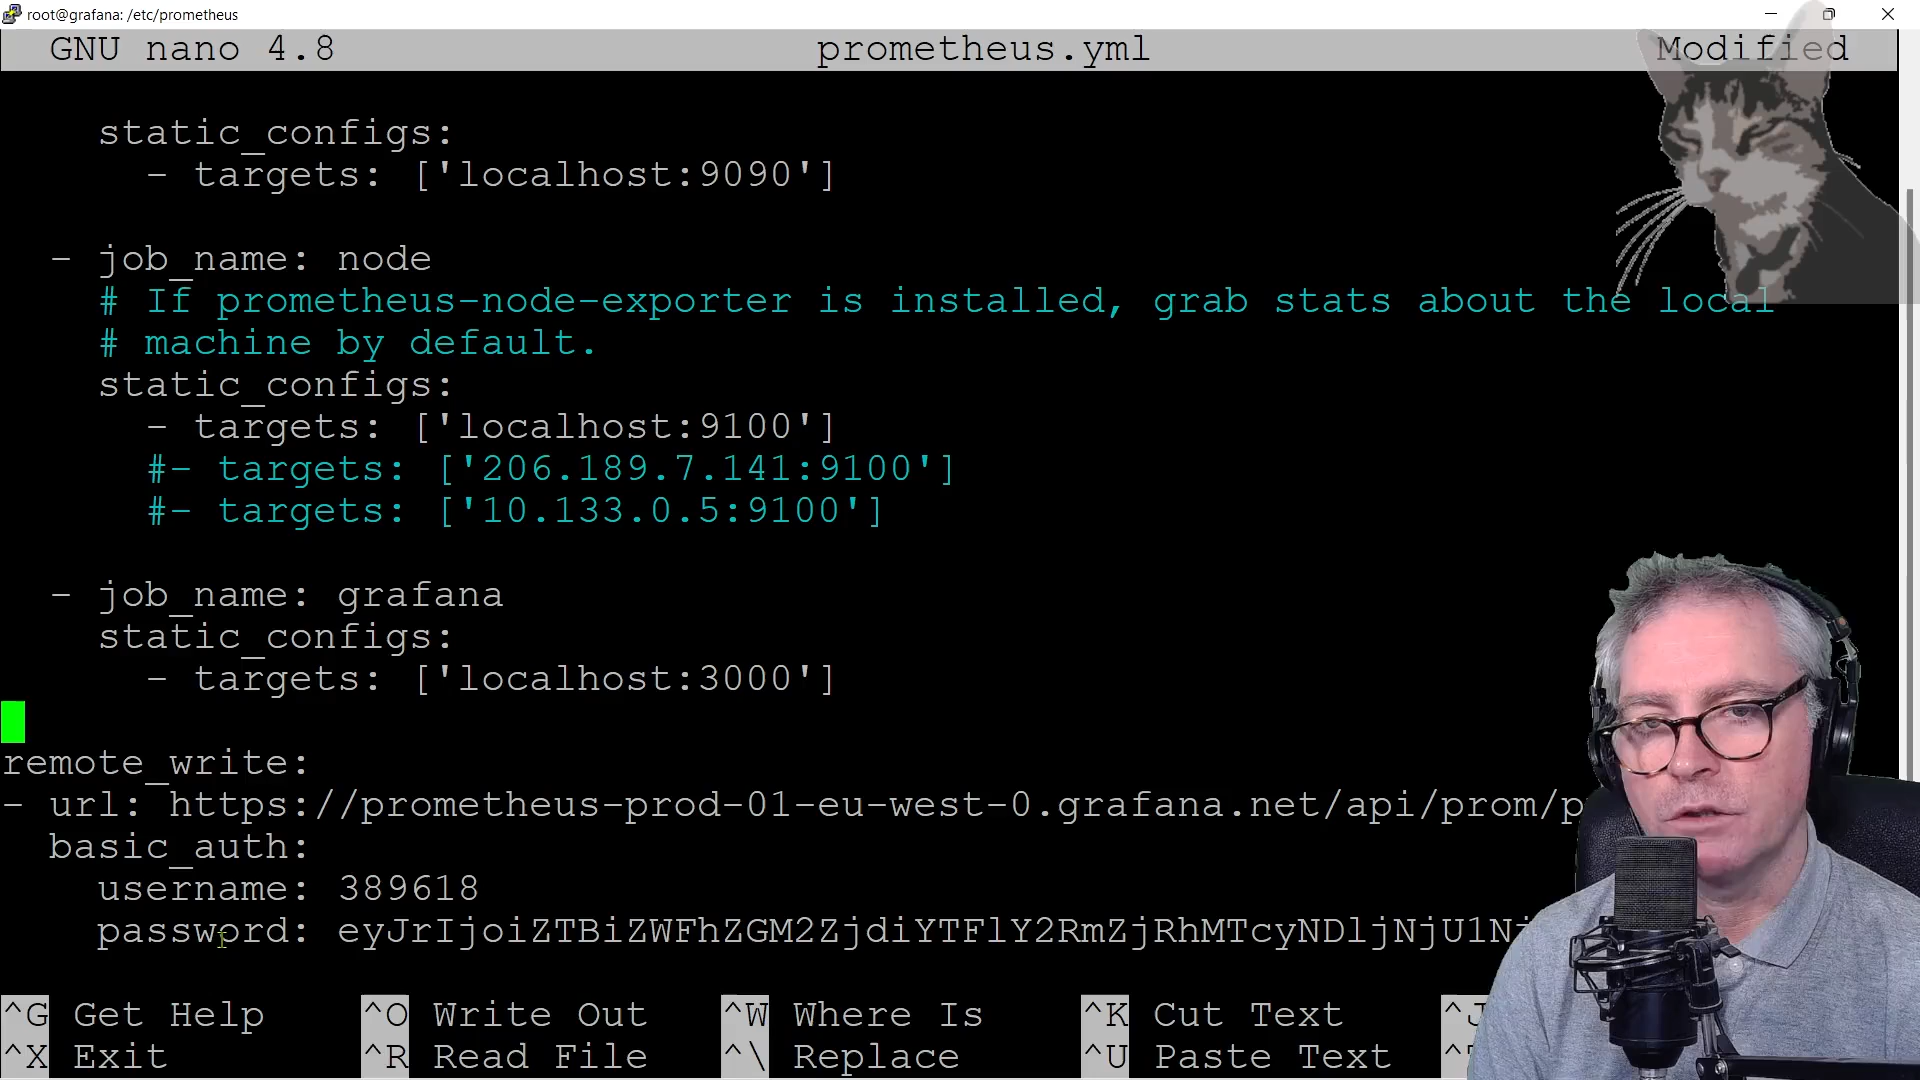 root@grafana: /etc/prometheus
GNU nano 4.8 prometheus.yml Modified
static_configs:
- targets: ['localhost:9090']
- job_name: node
# If prometheus-node-exporter is installed, grab stats about the local
# machine by default.
static_configs:
- targets: ['localhost:9100']
#- targets: ['206.189.7.141:9100']
#- targets: ['10.133.0.5:9100']
- job_name: grafana
static_configs:
- targets: ['localhost:3000']
remote_write:
- url: https://prometheus-prod-01-eu-west-0.grafana.net/api/prom/p
basic_auth:
username: 389618
password: eyJrIjoiZTBiZWFhZGM2ZjdiYTFlY2RmZjRhMTcyNDljNjU1N
^G Get Help ^O Write Out ^W Where Is ^K Cut Text
^X Exit ^R Read File ^\ Replace ^U Paste Text